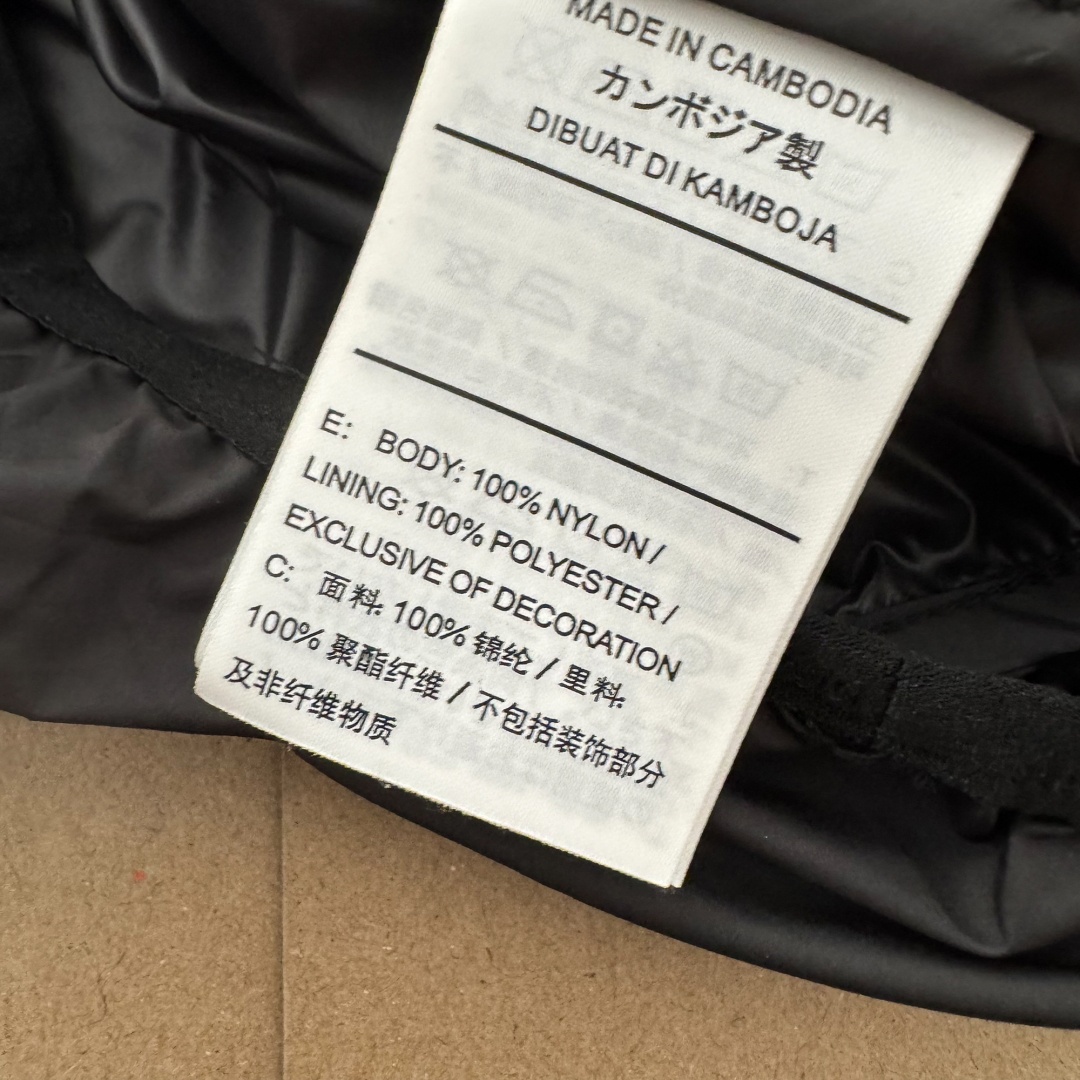 MADE IN CAMBODIA
カンボジア製
DIBUAT DI KAMBOJA
E: BODY: 100% NYLON /
LINING: 100% POLYESTER /
EXCLUSIVE OF DECORATION
C: 面料: 100% 锦纶 / 里料:
100% 聚酯纤维 / 不包括装饰部分
及非纤维物质